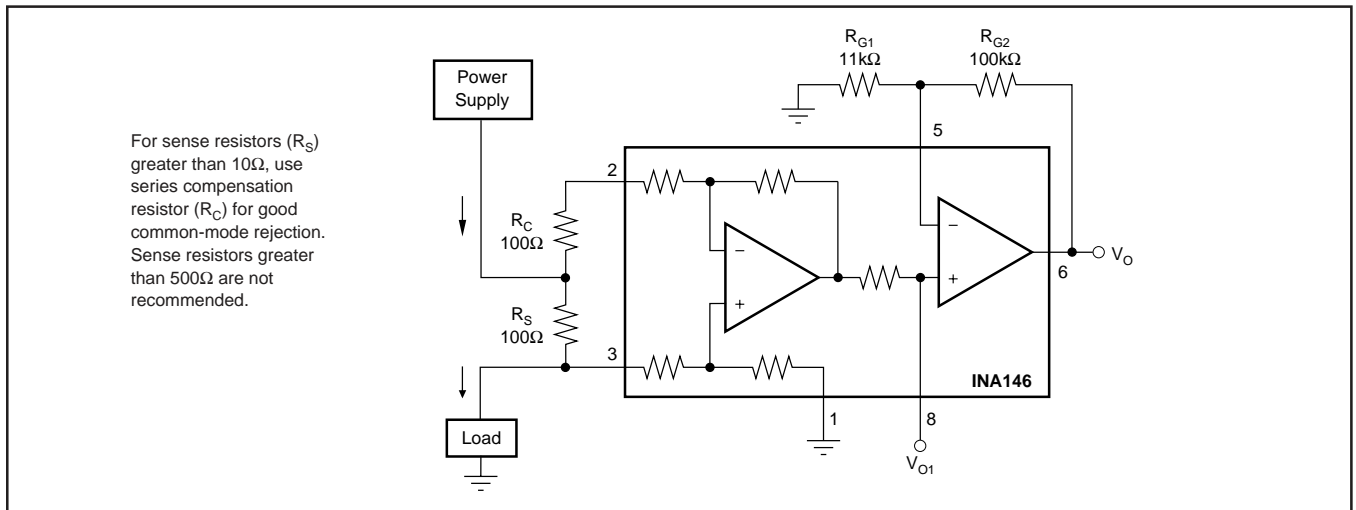 For sense resistors (RS)
greater than 10Ω, use
series compensation
resistor (RC) for good
common-mode rejection.
Sense resistors greater
than 500Ω are not
recommended.
Power
Supply
RC
100Ω
RS
100Ω
Load
RG1
11kΩ
RG2
100kΩ
5
2
3
−
+
−
+
6
VO
INA146
1
8
VO1